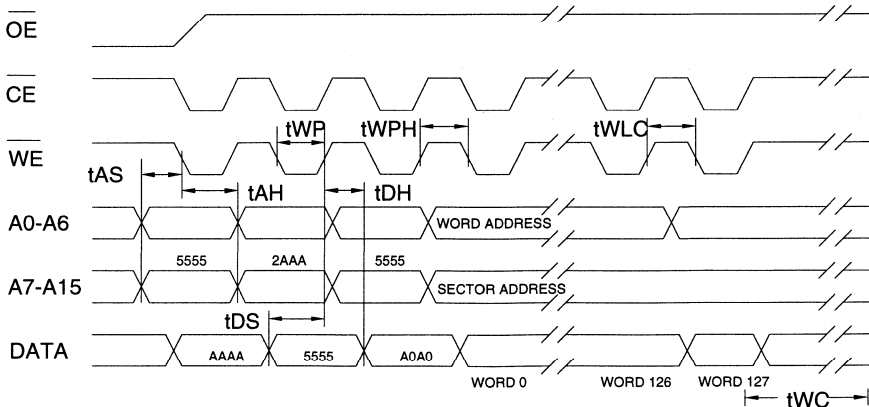 OE
CE
tWP tWPH tWLC
WE
tAS tAH tDH
A0-A6 WORD ADDRESS
5555 2AAA 5555
A7-A15 SECTOR ADDRESS
tDS
DATA AAAA 5555 A0A0
WORD 0 WORD 126 WORD 127
tWC